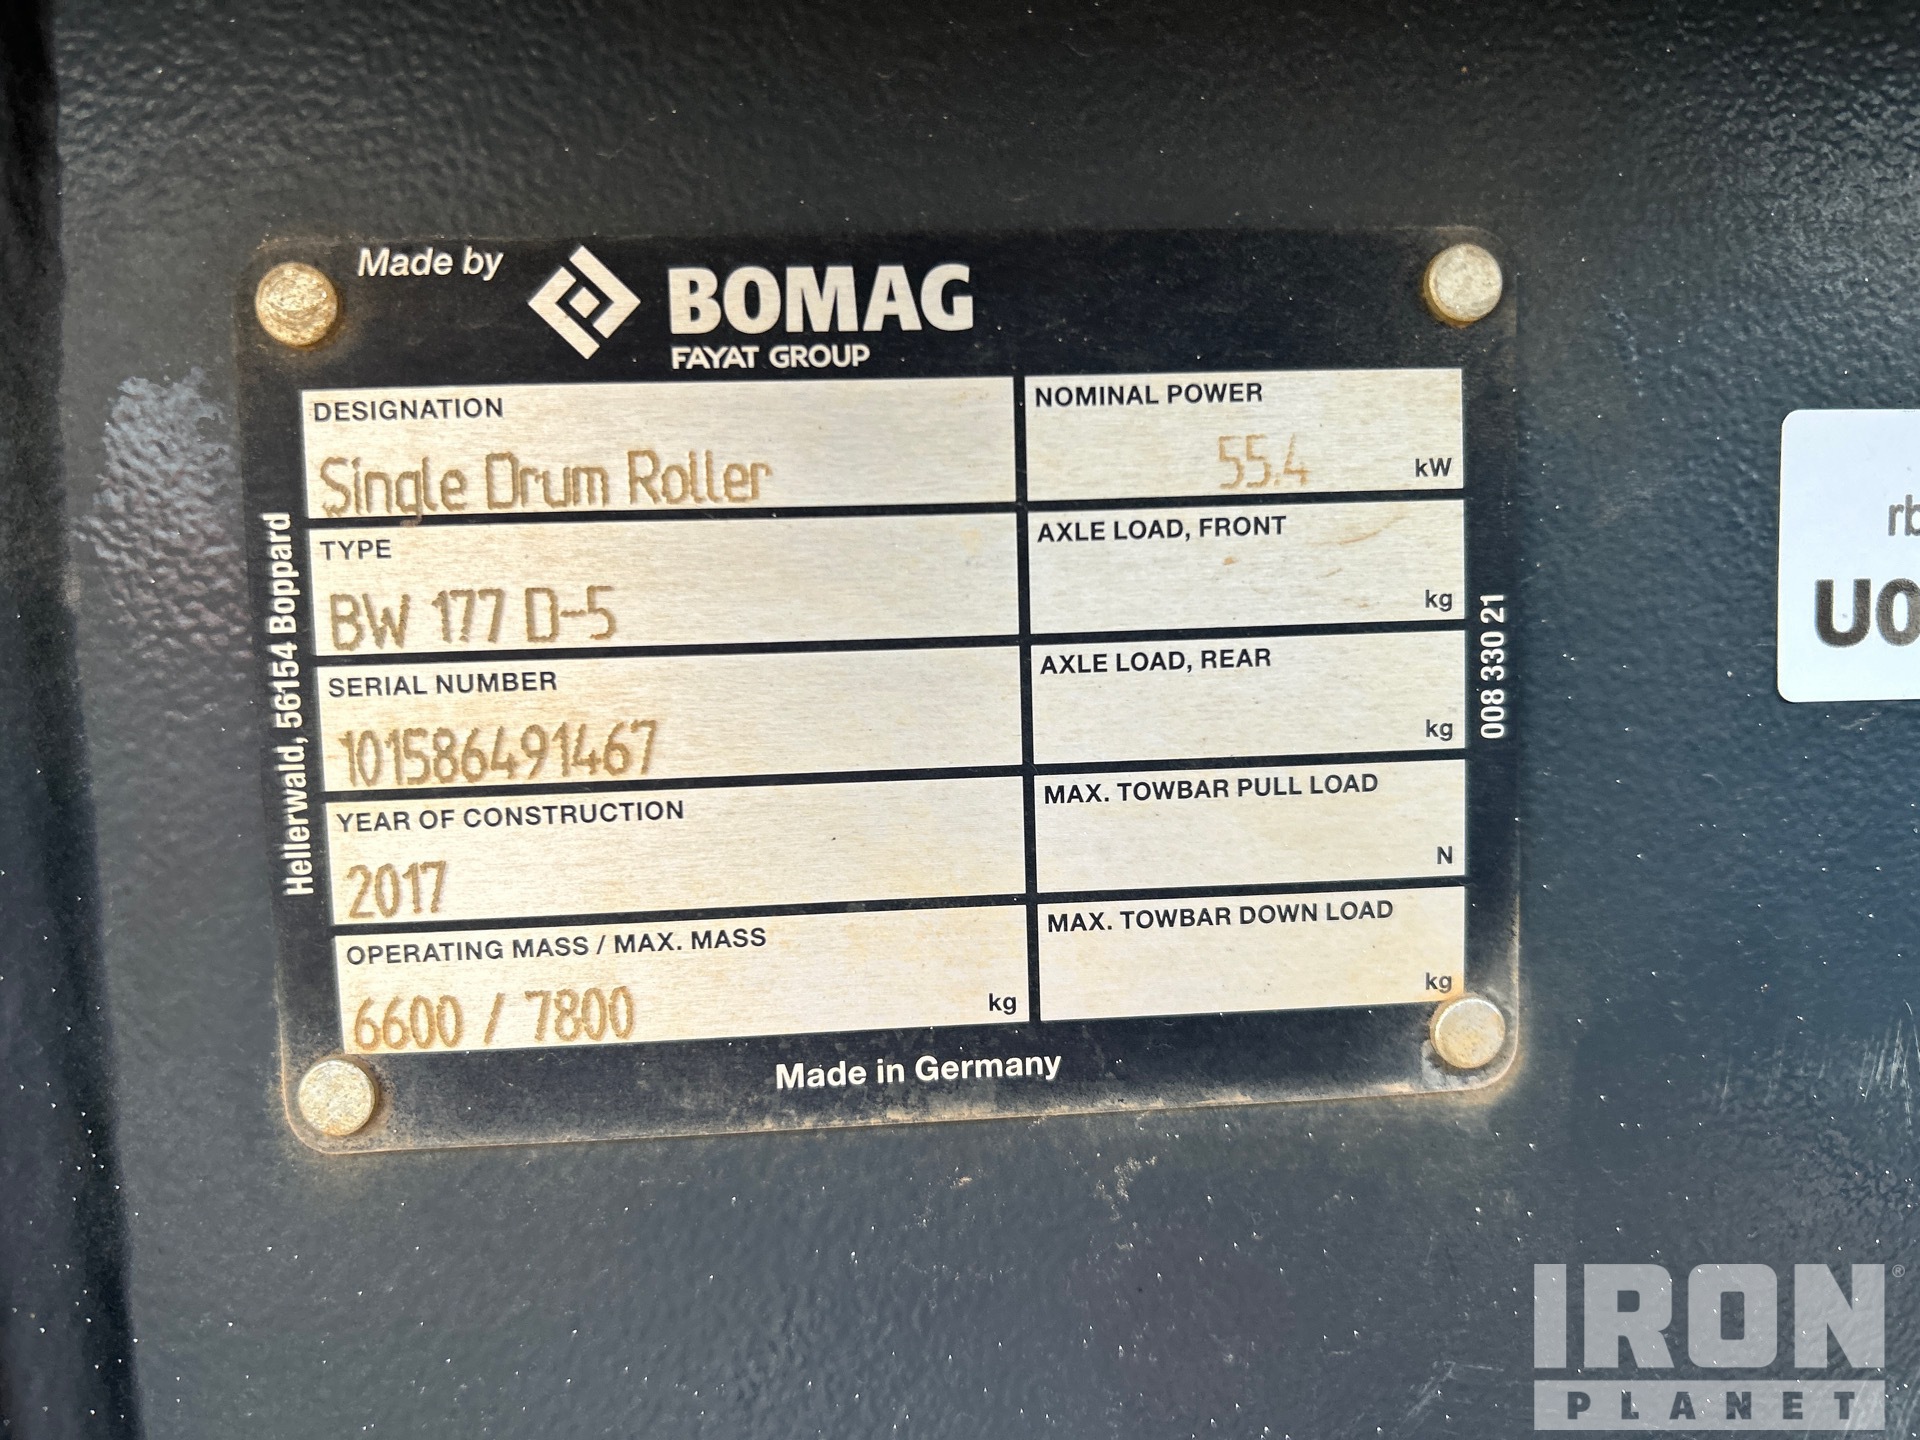 Made by BOMAG
FAYAT GROUP
DESIGNATION
Single Drum Roller
NOMINAL POWER
55.4 kW
TYPE
BW 177 D-5
AXLE LOAD, FRONT
kg
SERIAL NUMBER
101586491467
AXLE LOAD, REAR
kg
YEAR OF CONSTRUCTION
2017
MAX. TOWBAR PULL LOAD
N
OPERATING MASS / MAX. MASS
6600 / 7800 kg
MAX. TOWBAR DOWN LOAD
kg
Made in Germany
Hellerwald, 56154 Boppard
008 330 21
IRON ®
PLANET